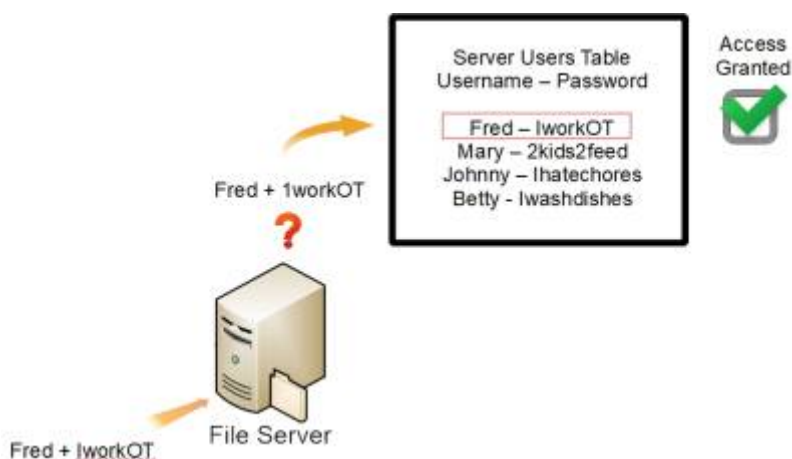 Server Users Table
Username – Password
Fred – IworkOT
Mary – 2kids2feed
Johnny – Ihatechores
Betty - Iwashdishes
Access
Granted
Fred + 1workOT
?
File Server
Fred + IworkOT